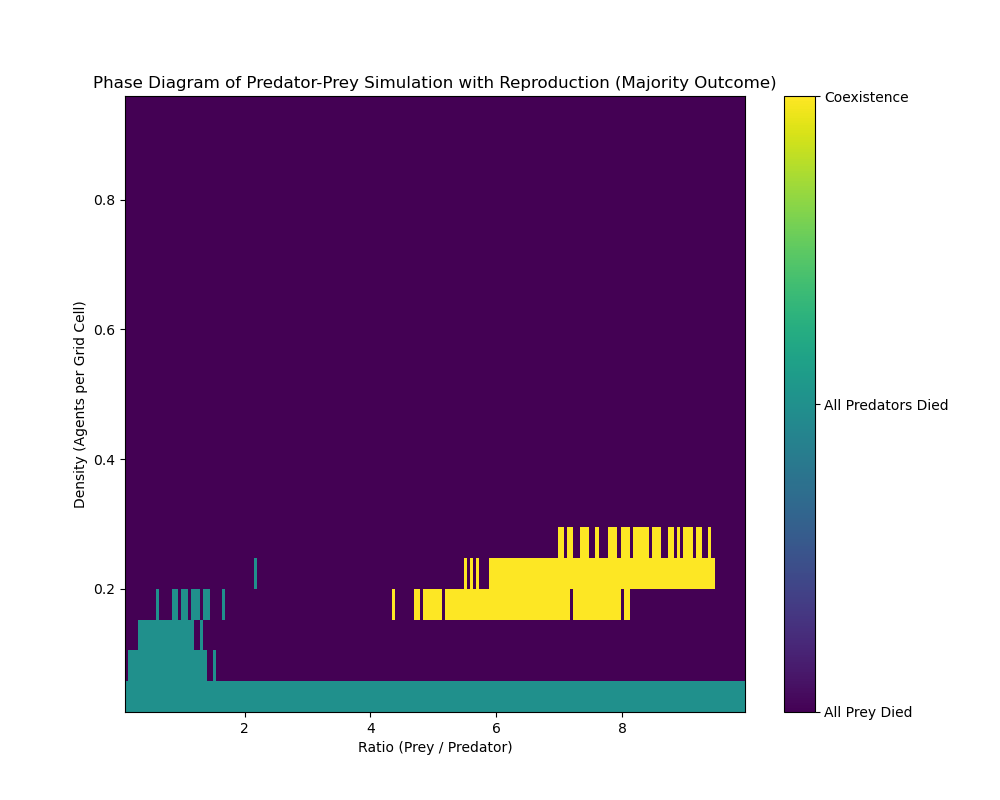 Phase Diagram of Predator-Prey Simulation with Reproduction (Majority Outcome)
Coexistence
All Predators Died
All Prey Died
Density (Agents per Grid Cell)
0.8
0.6
0.4
0.2
2 4 6 8
Ratio (Prey / Predator)